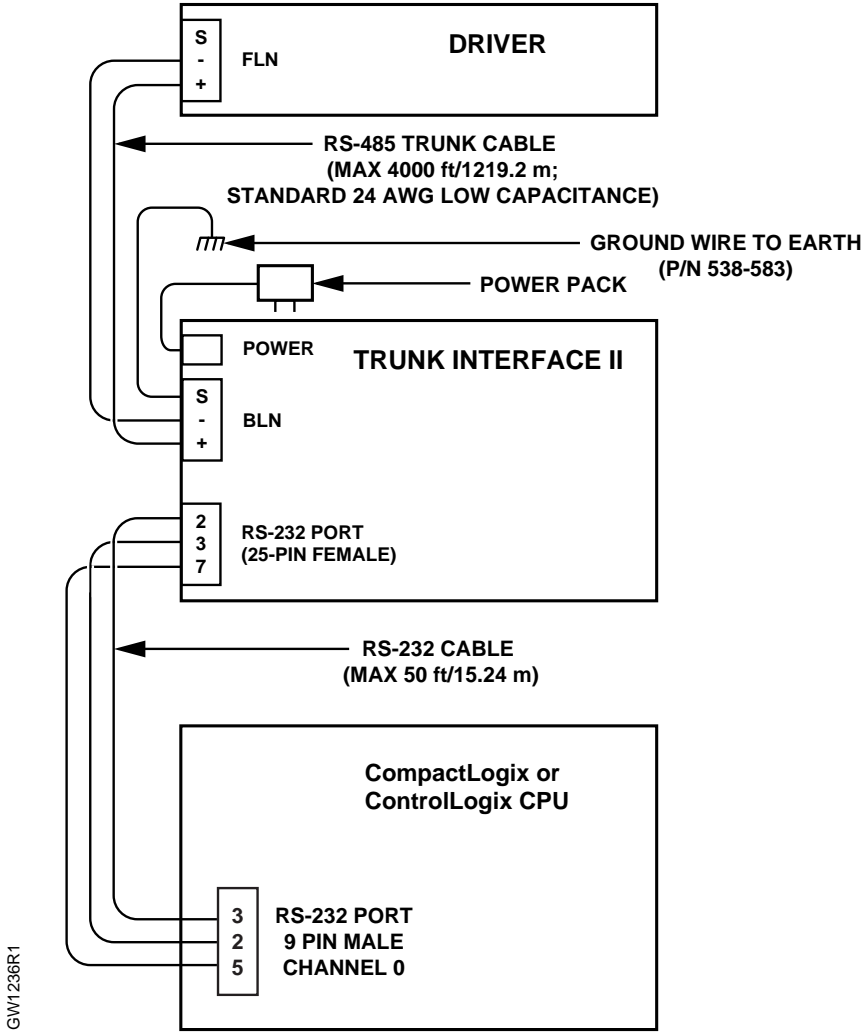 S
-
+
FLN
DRIVER
RS-485 TRUNK CABLE
(MAX 4000 ft/1219.2 m;
STANDARD 24 AWG LOW CAPACITANCE)
GROUND WIRE TO EARTH
(P/N 538-583)
POWER PACK
POWER
TRUNK INTERFACE II
S
-
+
BLN
2
3
7
RS-232 PORT
(25-PIN FEMALE)
RS-232 CABLE
(MAX 50 ft/15.24 m)
CompactLogix or
ControlLogix CPU
3 RS-232 PORT
2 9 PIN MALE
5 CHANNEL 0
GW1236R1